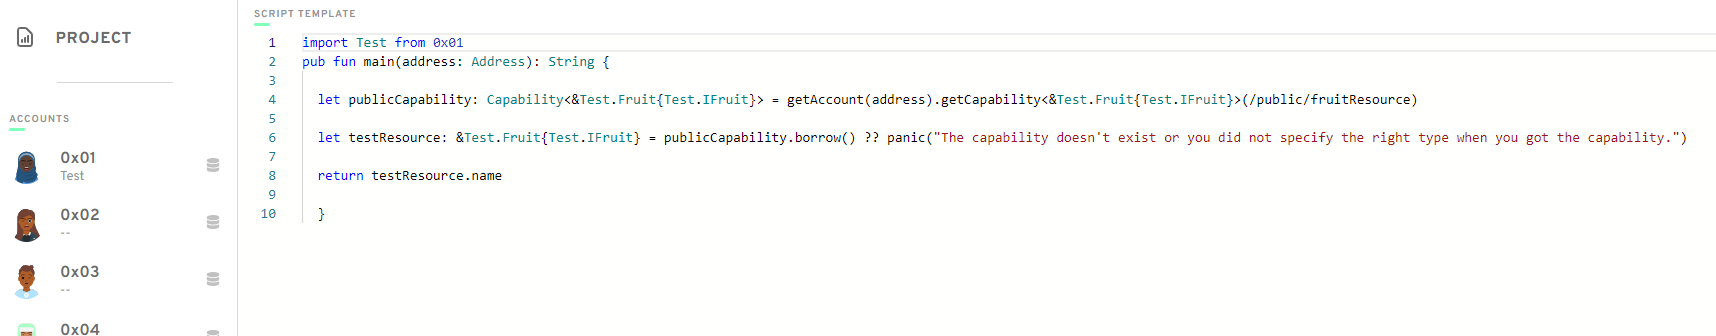 PROJECT
ACCOUNTS
0x01
Test
0x02
--
0x03
--
0x04
SCRIPT TEMPLATE
1 import Test from 0x01
2 pub fun main(address: Address): String {
3
4 let publicCapability: Capability<&Test.Fruit{Test.IFruit}> = getAccount(address).getCapability<&Test.Fruit{Test.IFruit}>(/public/fruitResource)
5
6 let testResource: &Test.Fruit{Test.IFruit} = publicCapability.borrow() ?? panic("The capability doesn't exist or you did not specify the right type when you got the capability.")
7
8 return testResource.name
9
10 }